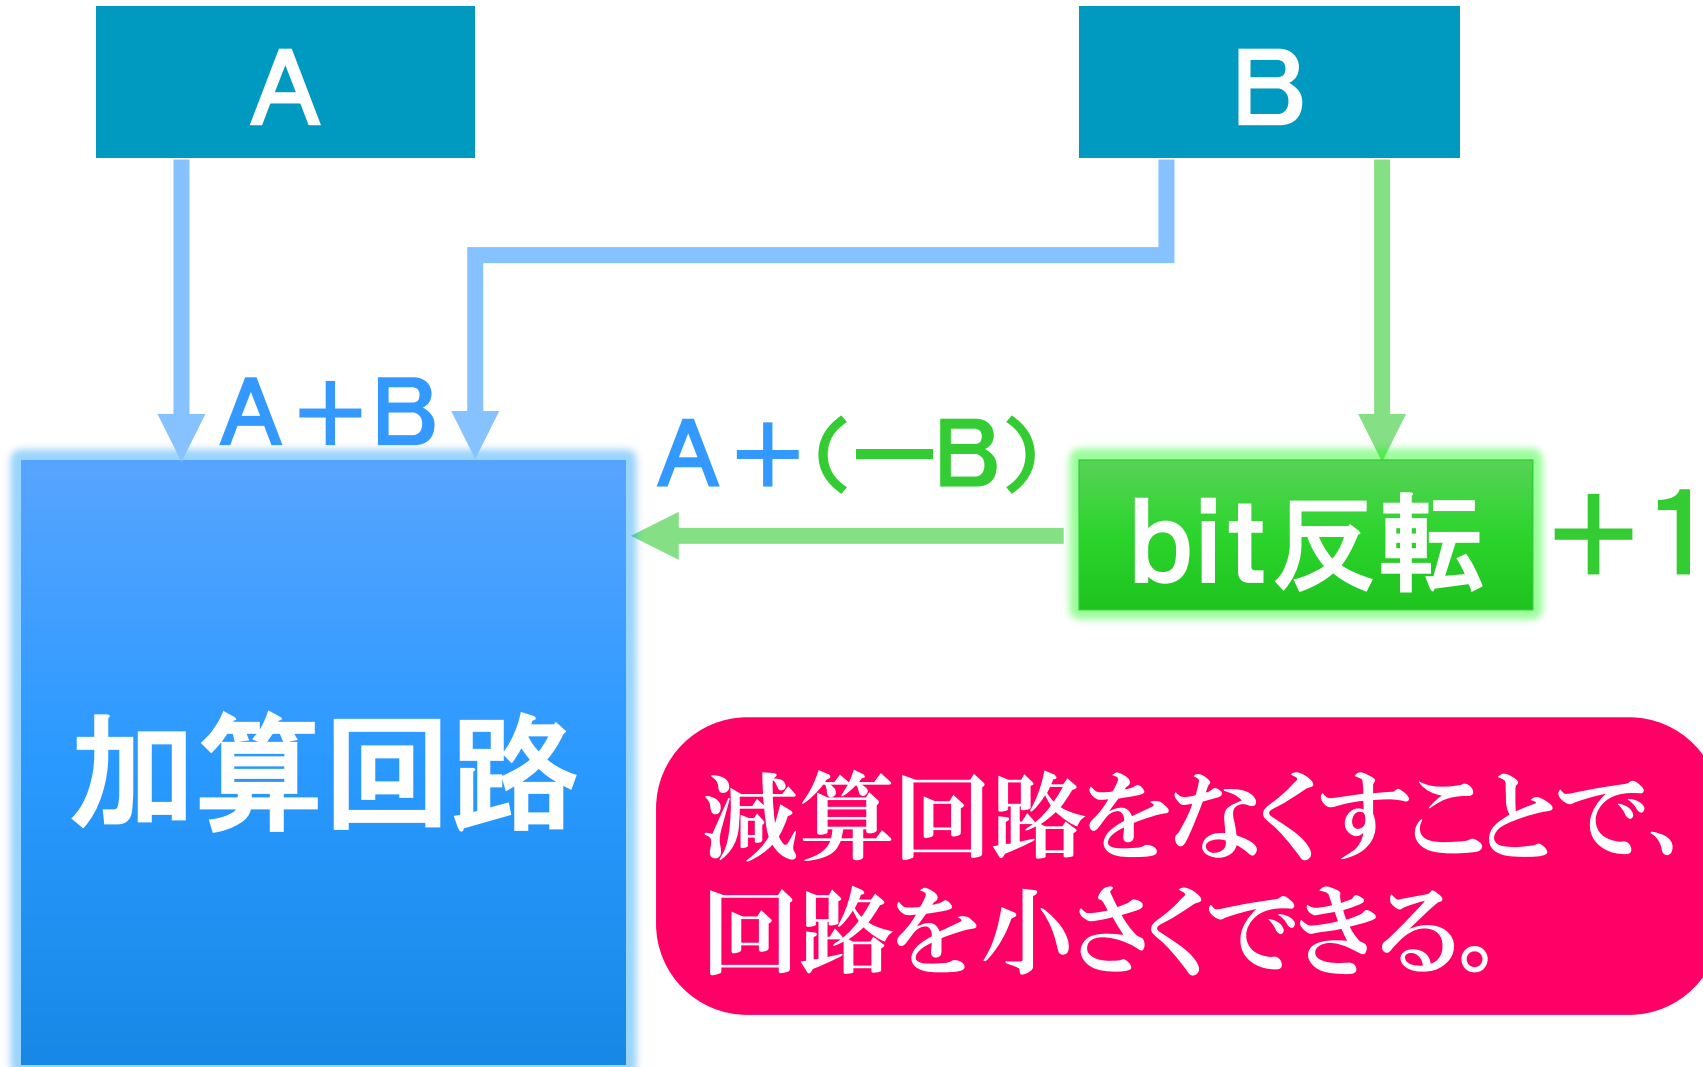 A
B
A+B
A+(-B)
bit反転
+1
加算回路
減算回路をなくすことで、
回路を小さくできる。